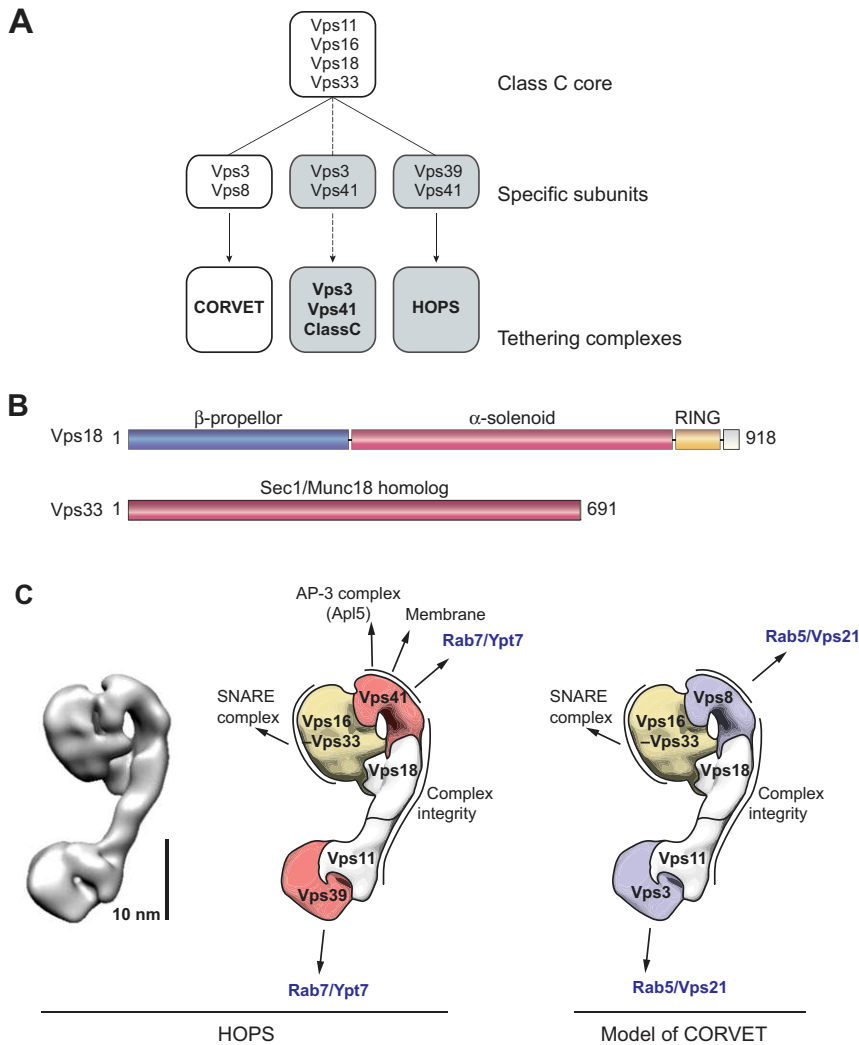 A
Vps11
Vps16
Vps18
Vps33
Class C core
Vps3
Vps8
Vps3
Vps41
Vps39
Vps41
Specific subunits
CORVET
Vps3
Vps41
ClassC
HOPS
Tethering complexes
B
β-propellor
α-solenoid
RING
Vps18 1
918
Sec1/Munc18 homolog
Vps33 1
691
C
10 nm
AP-3 complex
(Apl5)
Membrane
Rab7/Ypt7
SNARE
complex
Vps41
Vps16
–Vps33
Vps18
Complex
integrity
Vps11
Vps39
Rab7/Ypt7
HOPS
Rab5/Vps21
SNARE
complex
Vps8
Vps16
–Vps33
Vps18
Complex
integrity
Vps11
Vps3
Rab5/Vps21
Model of CORVET